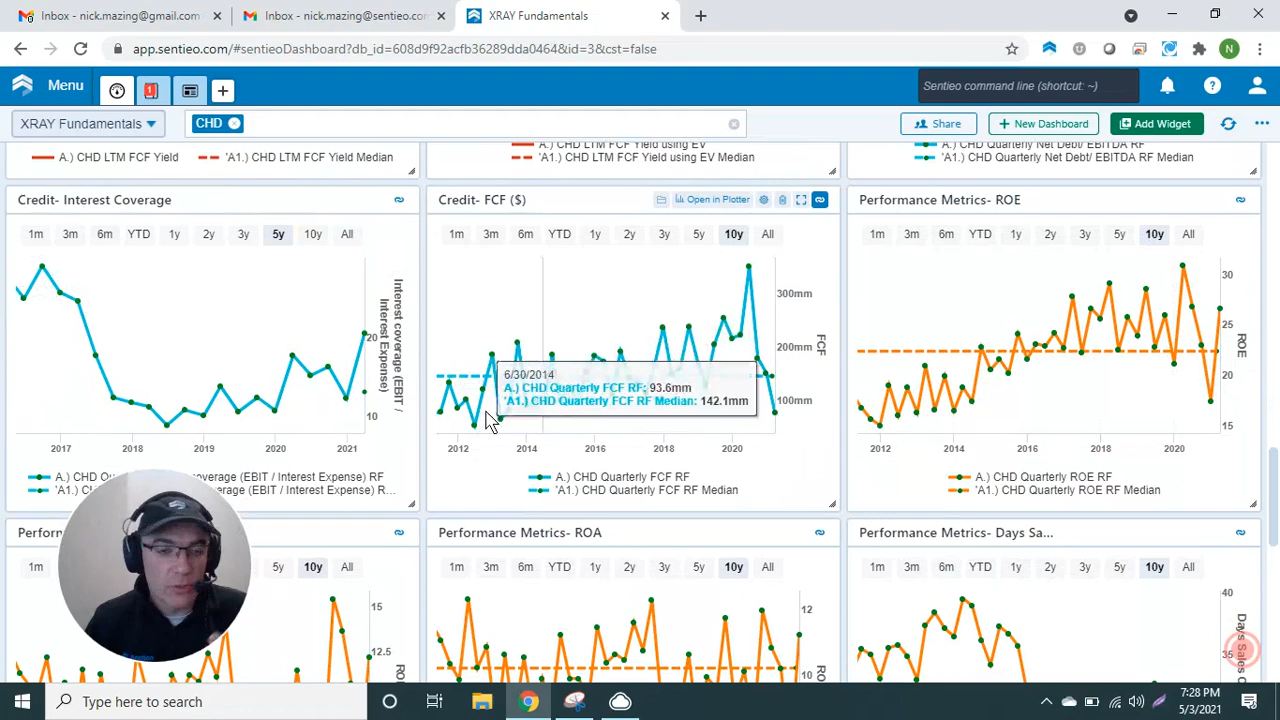 Inbox - nick.mazing@gmail.com
Inbox - nick.mazing@sentieo.com
XRAY Fundamentals
app.sentieo.com/#sentieoDashboard?db_id=608d9f92acfb36289dda0464&id=3&cst=false
N
Menu
1
Sentieo command line (shortcut: ~)
XRAY Fundamentals
CHD
Share
+ New Dashboard
Add Widget
A.) CHD LTM FCF Yield
'A1.) CHD LTM FCF Yield Median
A.) CHD LTM FCF Yield using EV
'A1.) CHD LTM FCF Yield using EV Median
A.) CHD Quarterly Net Debt/ EBITDA RF
'A1.) CHD Quarterly Net Debt/ EBITDA RF Median
Credit- Interest Coverage
1m 3m 6m YTD 1y 2y 3y 5y 10y All
20
10
Interest coverage (EBIT / Interest Expense)
2017 2018 2019 2020 2021
coverage (EBIT / Interest Expense) RF
coverage (EBIT / Interest Expense) R...
Credit- FCF ($)
Open in Plotter
1m 3m 6m YTD 1y 2y 3y 5y 10y All
300mm
200mm
100mm
FCF
6/30/2014
A.) CHD Quarterly FCF RF: 93.6mm
'A1.) CHD Quarterly FCF RF Median: 142.1mm
2012 2014 2016 2018 2020
A.) CHD Quarterly FCF RF
'A1.) CHD Quarterly FCF RF Median
Performance Metrics- ROE
1m 3m 6m YTD 1y 2y 3y 5y 10y All
30
25
20
15
ROE
2012 2014 2016 2018 2020
A.) CHD Quarterly ROE RF
'A1.) CHD Quarterly ROE RF Median
1m 5y 10y All
15
12.5
Performance Metrics- ROA
1m 3m 6m YTD 1y 2y 3y 5y 10y All
12
10
Performance Metrics- Days Sa...
1m 3m 6m YTD 1y 2y 3y 5y 10y All
40
35
Sentieo
Type here to search
7:28 PM
5/3/2021